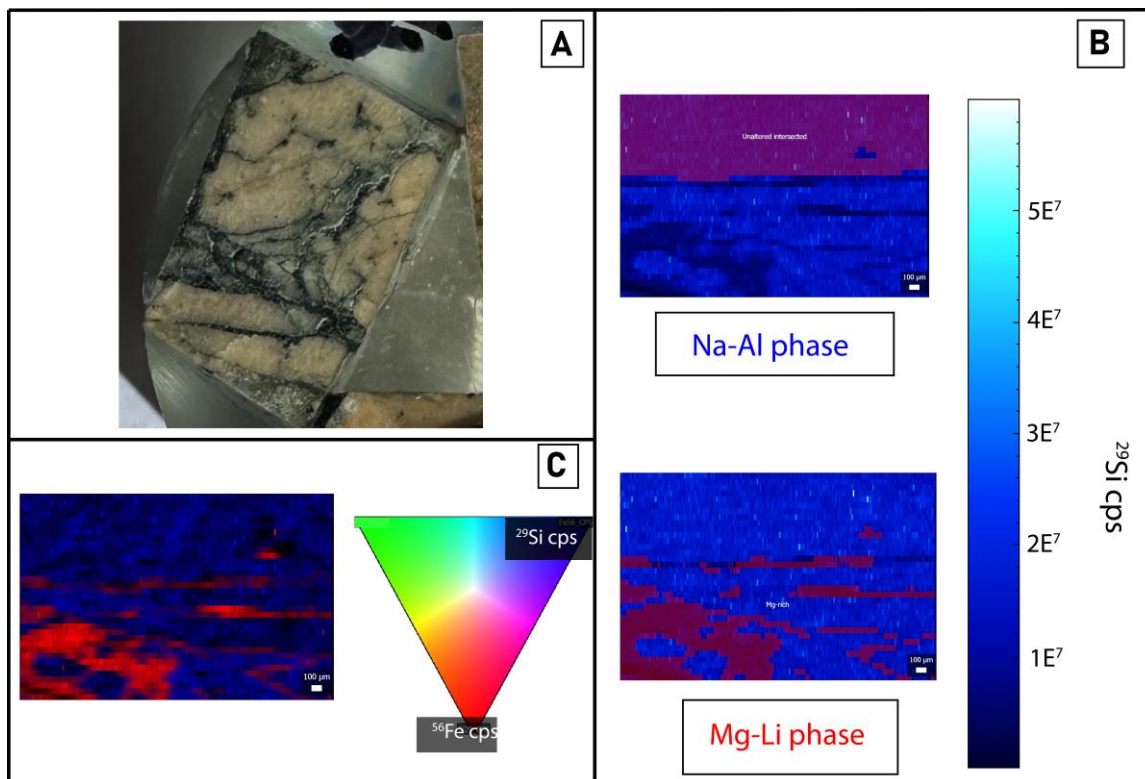 A
B
Unaltered intersected
100 µm
Na-Al phase
5E⁷
4E⁷
3E⁷
2E⁷
1E⁷
²⁹Si cps
Mg-rich
100 µm
Mg-Li phase
C
100 µm
²⁹Si cps
⁵⁶Fe cps